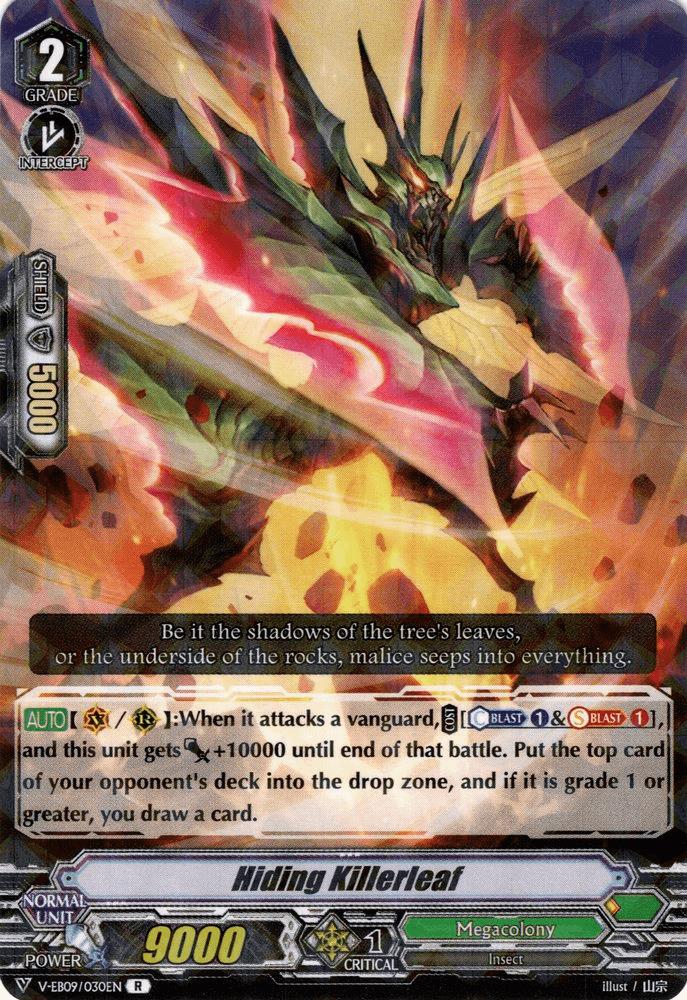 2
GRADE
INTERCEPT
SHIELD
5000
Be it the shadows of the tree's leaves,
or the underside of the rocks, malice seeps into everything.
AUTO【V/R】:When it attacks a vanguard, COST [C BLAST 1 & S BLAST 1],
and this unit gets +10000 until end of that battle. Put the top card
of your opponent's deck into the drop zone, and if it is grade 1 or
greater, you draw a card.
Hiding Killerleaf
NORMAL
UNIT
POWER
9000
1
CRITICAL
Megacolony
Insect
V-EB09/030EN R
illust / 山宗